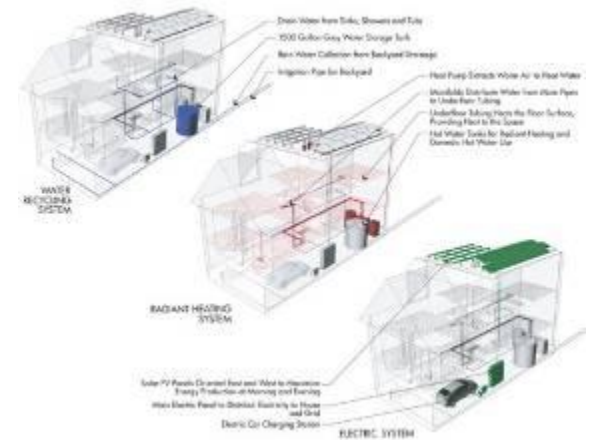 Drain Water from Sinks, Showers and Tubs
1500 Gallon Grey Water Storage Tank
Rain Water Collection from Backyard Drainage
Irrigation Pipe for Backyard
WATER
RECYCLING
SYSTEM
Heat Pump Extracts Warm Air to Heat Water
Manifolds Distribute Water from Main Pipes
to Underfloor Tubing
Underfloor Tubing Heats the Floor Surface,
Providing Heat to the Space
Hot Water Tanks for Radiant Heating and
Domestic Hot Water Use
RADIANT HEATING
SYSTEM
Solar PV Panels Oriented East and West to Maximize
Energy Production at Morning and Evening
Main Electric Panel to Distribute Electricity to House
and Grid
Electric Car Charging Station
ELECTRIC SYSTEM